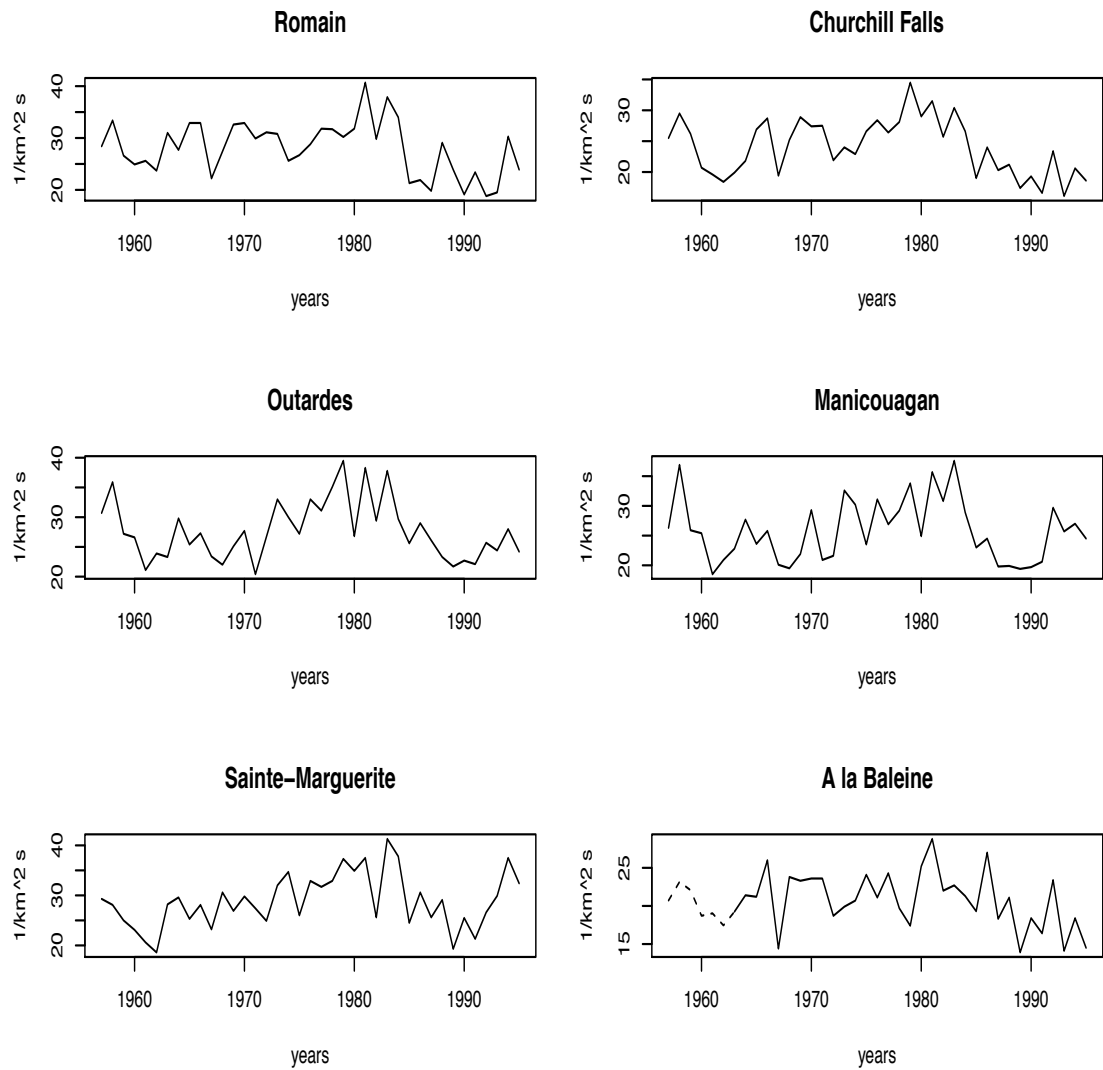 Romain
1/km^2 s
20 30 40
1960 1970 1980 1990
years
Churchill Falls
1/km^2 s
20 30
1960 1970 1980 1990
years
Outardes
1/km^2 s
20 30 40
1960 1970 1980 1990
years
Manicouagan
1/km^2 s
20 30
1960 1970 1980 1990
years
Sainte−Marguerite
1/km^2 s
20 30 40
1960 1970 1980 1990
years
A la Baleine
1/km^2 s
15 25
1960 1970 1980 1990
years